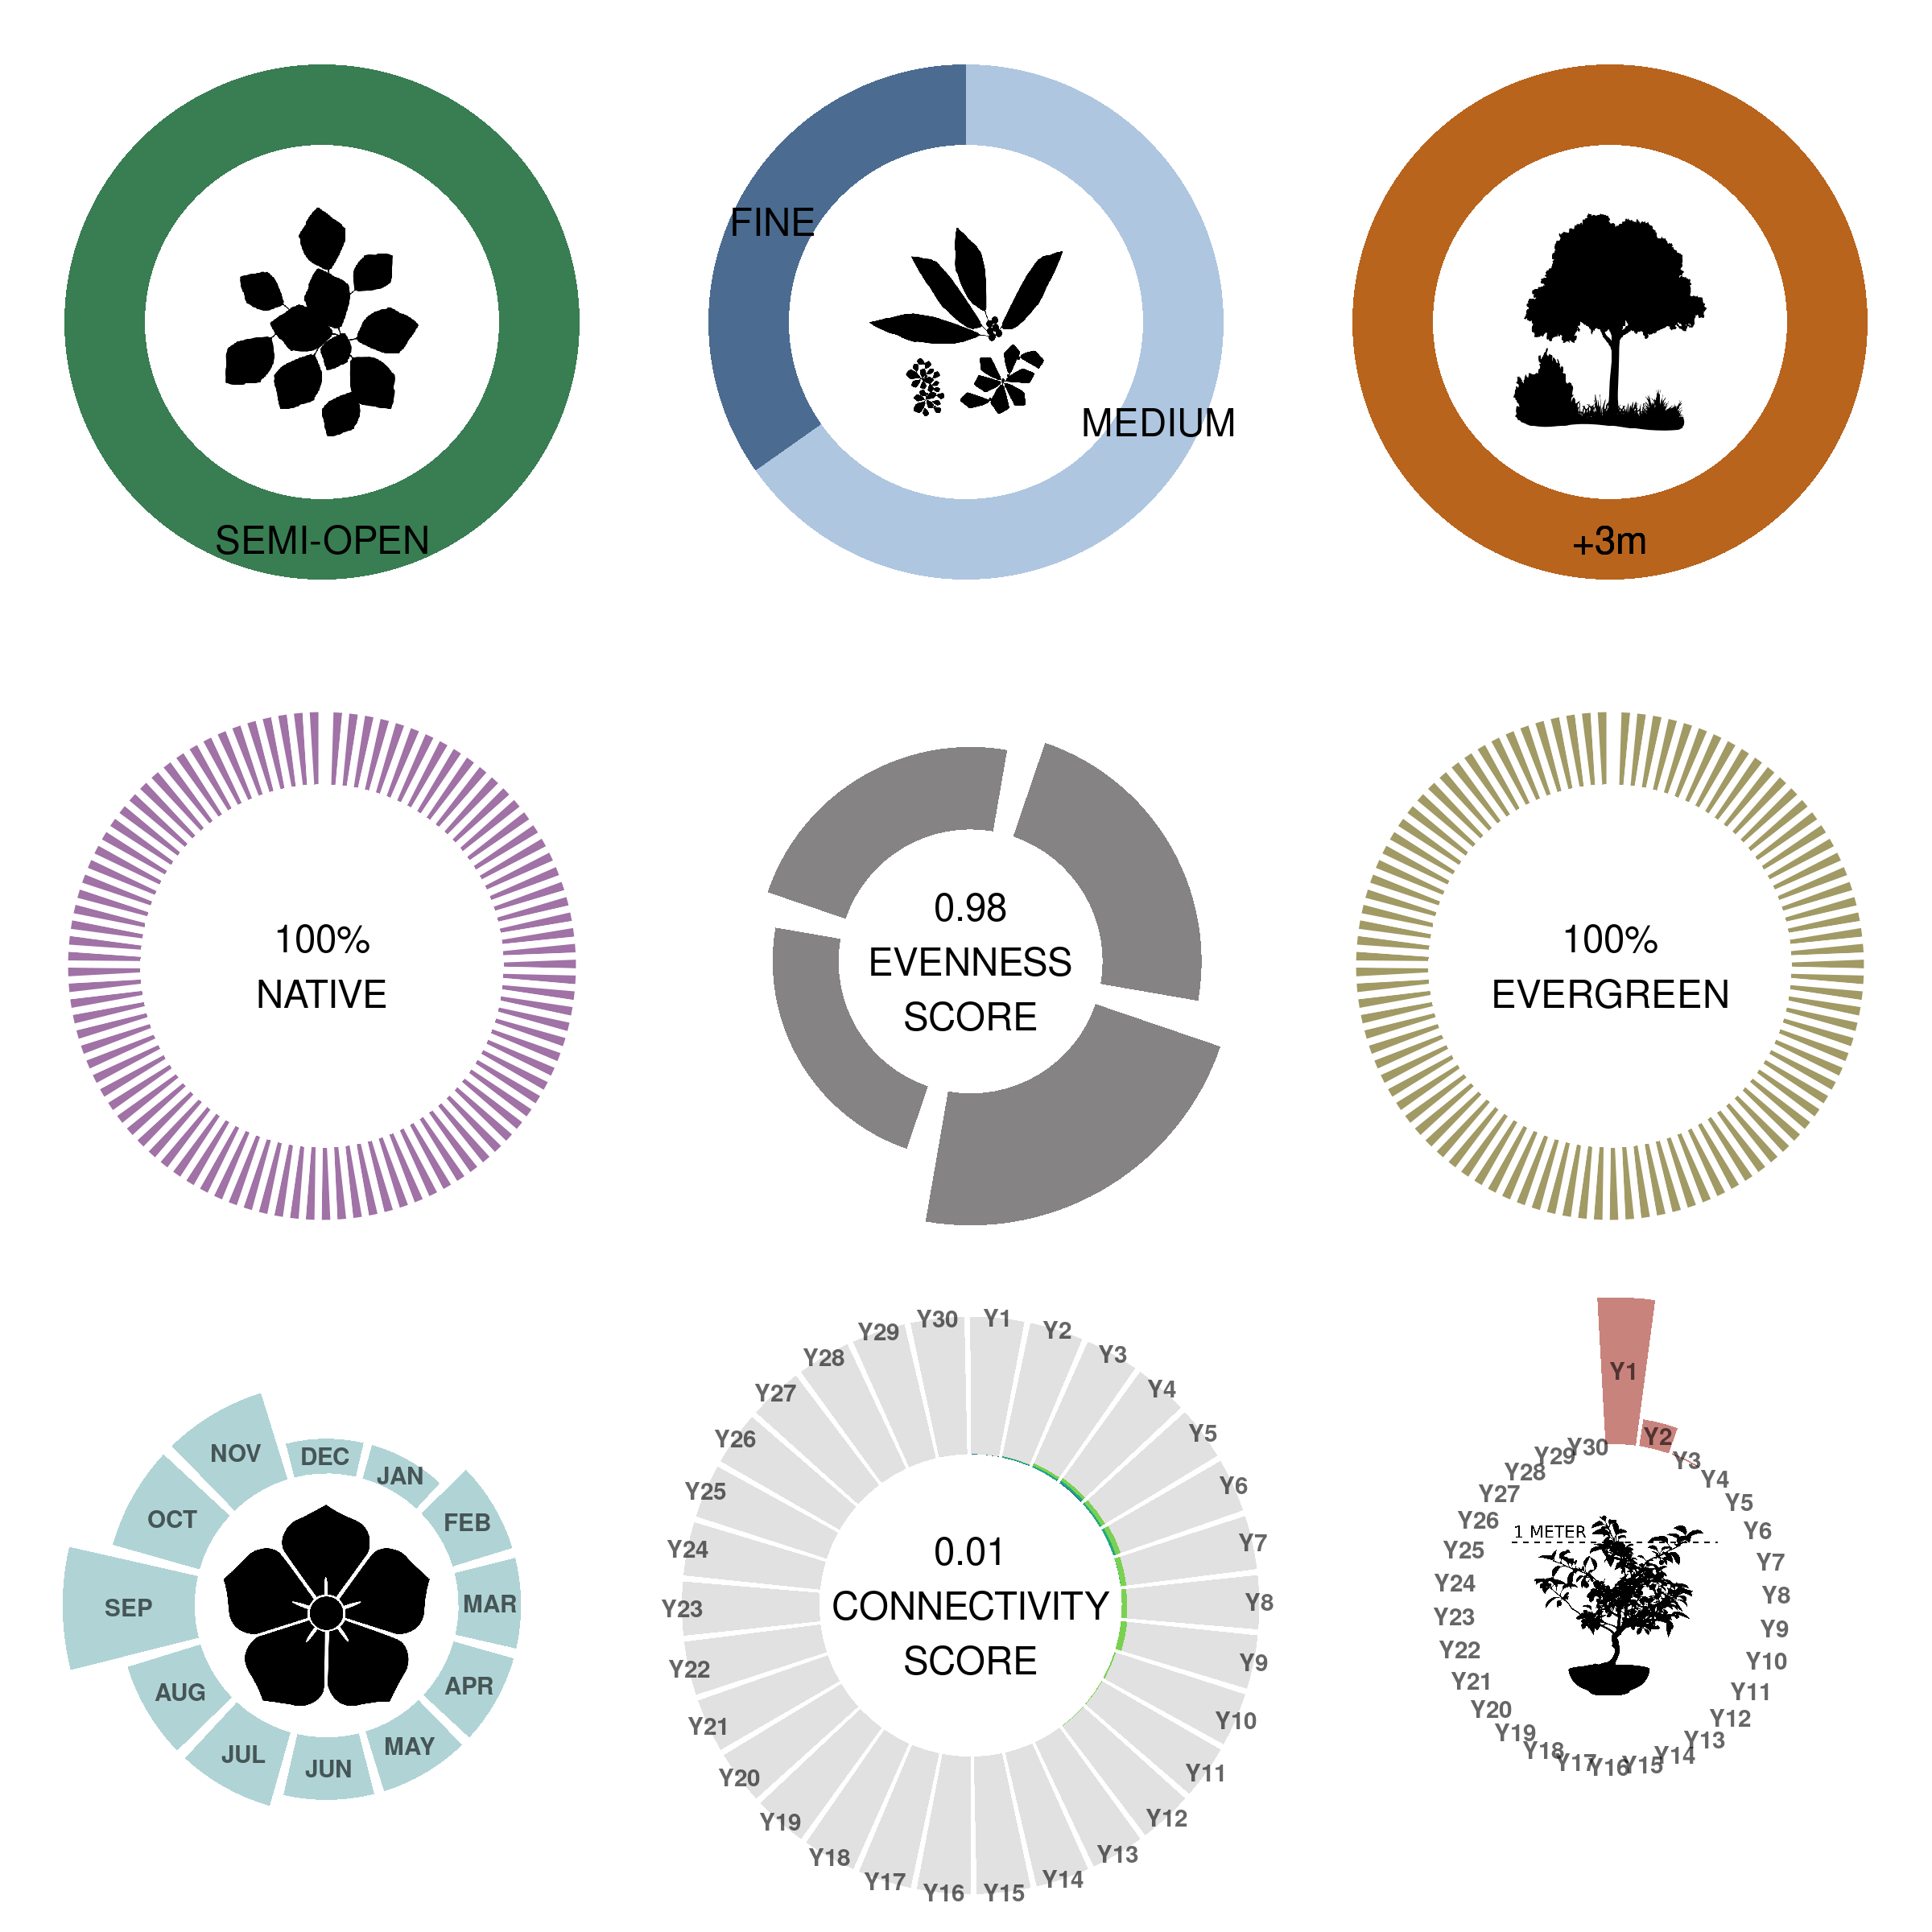 SEMI-OPEN
FINE
MEDIUM
+3m
100%
NATIVE
0.98
EVENNESS
SCORE
100%
EVERGREEN
DEC
JAN
FEB
MAR
APR
MAY
JUN
JUL
AUG
SEP
OCT
NOV
Y1
Y2
Y3
Y4
Y5
Y6
Y7
Y8
Y9
Y10
Y11
Y12
Y13
Y14
Y15
Y16
Y17
Y18
Y19
Y20
Y21
Y22
Y23
Y24
Y25
Y26
Y27
Y28
Y29
Y30
0.01
CONNECTIVITY
SCORE
Y1
Y2
Y3
Y4
Y5
Y6
Y7
Y8
Y9
Y10
Y11
Y12
Y13
Y14
Y15
Y16
Y17
Y18
Y19
Y20
Y21
Y22
Y23
Y24
Y25
Y26
Y27
Y28
Y29
Y30
1 METER